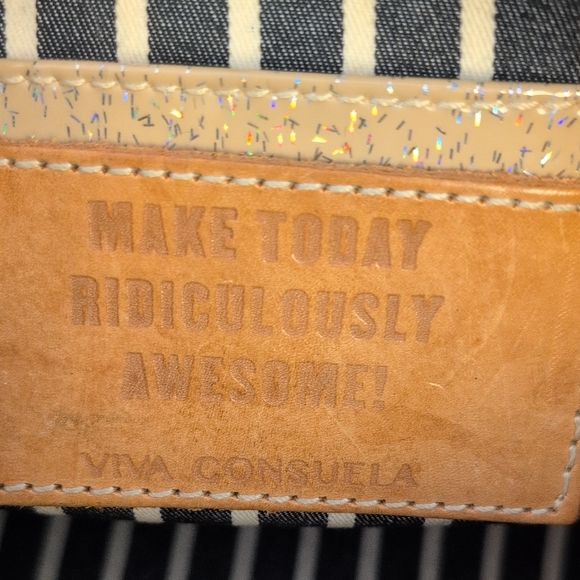 MAKE TODAY
RIDICULOUSLY
AWESOME!
VIVA CONSUELA